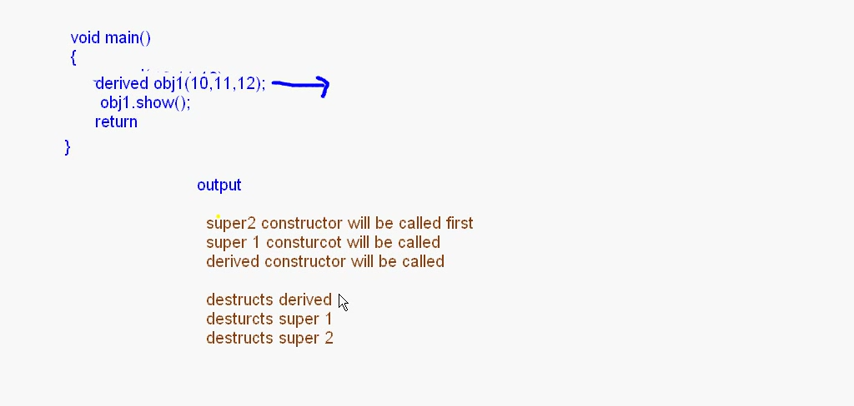 void main()
{
derived obj1(10,11,12);
obj1.show();
return
}
output
super2 constructor will be called first
super 1 consturcot will be called
derived constructor will be called
destructs derived
desturcts super 1
destructs super 2